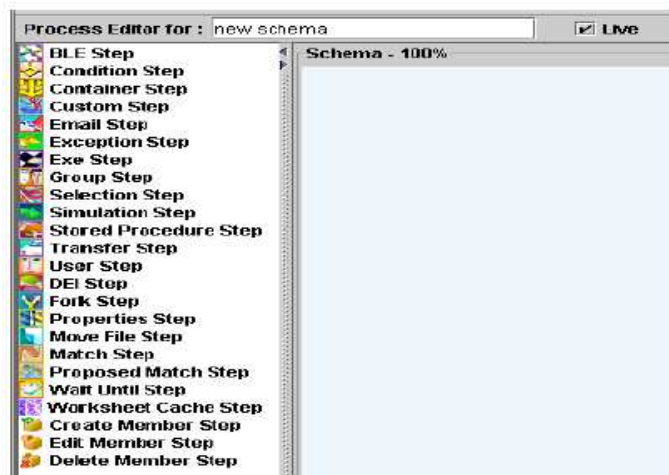 Process Editor for : new schema Live
BLE Step
Schema - 100%
Condition Step
Container Step
Custom Step
Email Step
Exception Step
Exe Step
Group Step
Selection Step
Simulation Step
Stored Procedure Step
Transfer Step
User Step
DEI Step
Fork Step
Properties Step
Move File Step
Match Step
Proposed Match Step
Wait Until Step
Worksheet Cache Step
Create Member Step
Edit Member Step
Delete Member Step